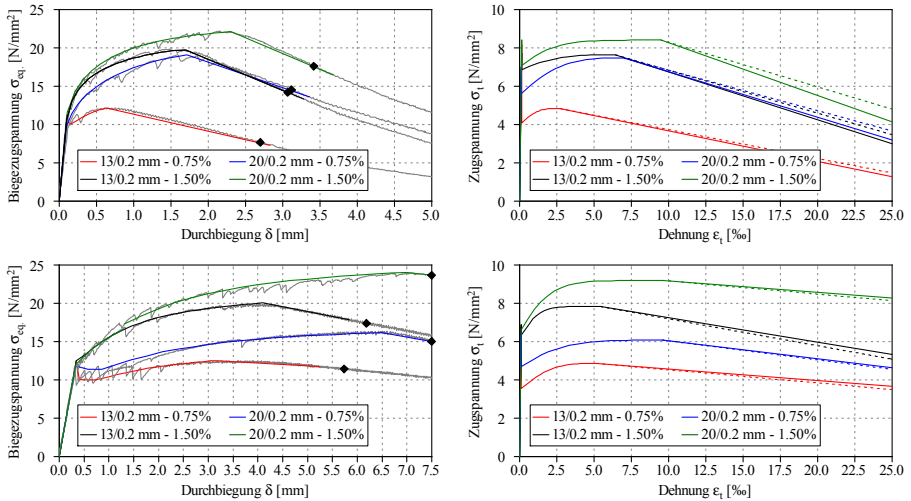 Biegezugspannung σeq. [N/mm²]
25
20
15
10
5
0
13/0.2 mm - 0.75%
20/0.2 mm - 0.75%
13/0.2 mm - 1.50%
20/0.2 mm - 1.50%
0.0 0.5 1.0 1.5 2.0 2.5 3.0 3.5 4.0 4.5 5.0
Durchbiegung δ [mm]
Zugspannung σt [N/mm²]
10
8
6
4
2
0
13/0.2 mm - 0.75%
20/0.2 mm - 0.75%
13/0.2 mm - 1.50%
20/0.2 mm - 1.50%
0.0 2.5 5.0 7.5 10.0 12.5 15.0 17.5 20.0 22.5 25.0
Dehnung εt [‰]
Biegezugspannung σeq. [N/mm²]
25
20
15
10
5
0
13/0.2 mm - 0.75%
20/0.2 mm - 0.75%
13/0.2 mm - 1.50%
20/0.2 mm - 1.50%
0.0 0.5 1.0 1.5 2.0 2.5 3.0 3.5 4.0 4.5 5.0 5.5 6.0 6.5 7.0 7.5
Durchbiegung δ [mm]
Zugspannung σt [N/mm²]
10
8
6
4
2
0
13/0.2 mm - 0.75%
20/0.2 mm - 0.75%
13/0.2 mm - 1.50%
20/0.2 mm - 1.50%
0.0 2.5 5.0 7.5 10.0 12.5 15.0 17.5 20.0 22.5 25.0
Dehnung εt [‰]